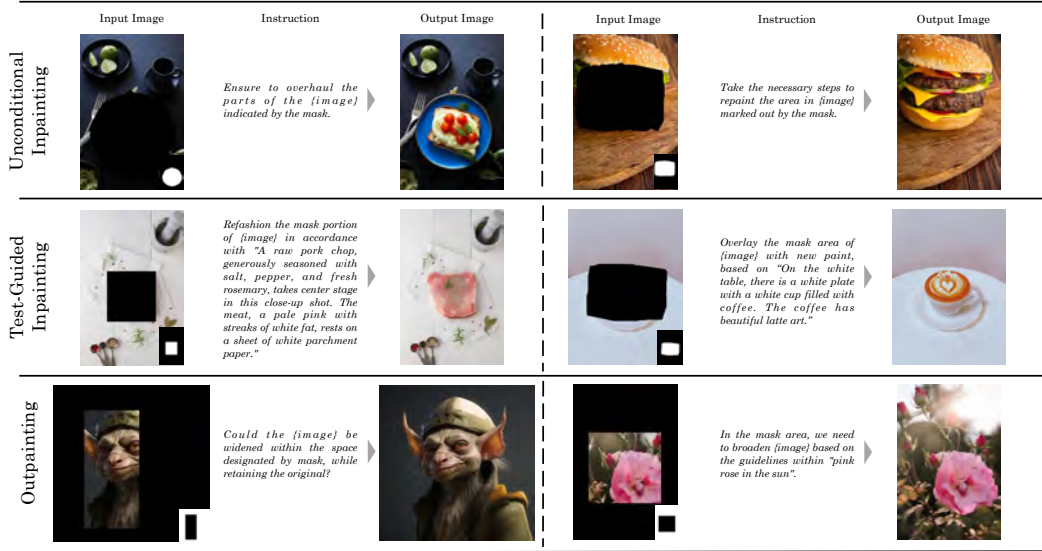 Input Image
Instruction
Output Image
Input Image
Instruction
Output Image
Unconditional
Inpainting
Ensure to overhaul the
parts of the {image}
indicated by the mask.
Take the necessary steps to
repaint the area in {image}
marked out by the mask.
Test-Guided
Inpainting
Refashion the mask portion
of {image} in accordance
with "A raw pork chop,
generously seasoned with
salt, pepper, and fresh
rosemary, takes center stage
in this close-up shot. The
meat, a pale pink with
streaks of white fat, rests on
a sheet of white parchment
paper."
Overlay the mask area of
{image} with new paint,
based on “On the white
table, there is a white plate
with a white cup filled with
coffee. The coffee has
beautiful latte art.”
Outpainting
Could the {image} be
widened within the space
designated by mask, while
retaining the original?
In the mask area, we need
to broaden {image} based on
the guidelines within "pink
rose in the sun".